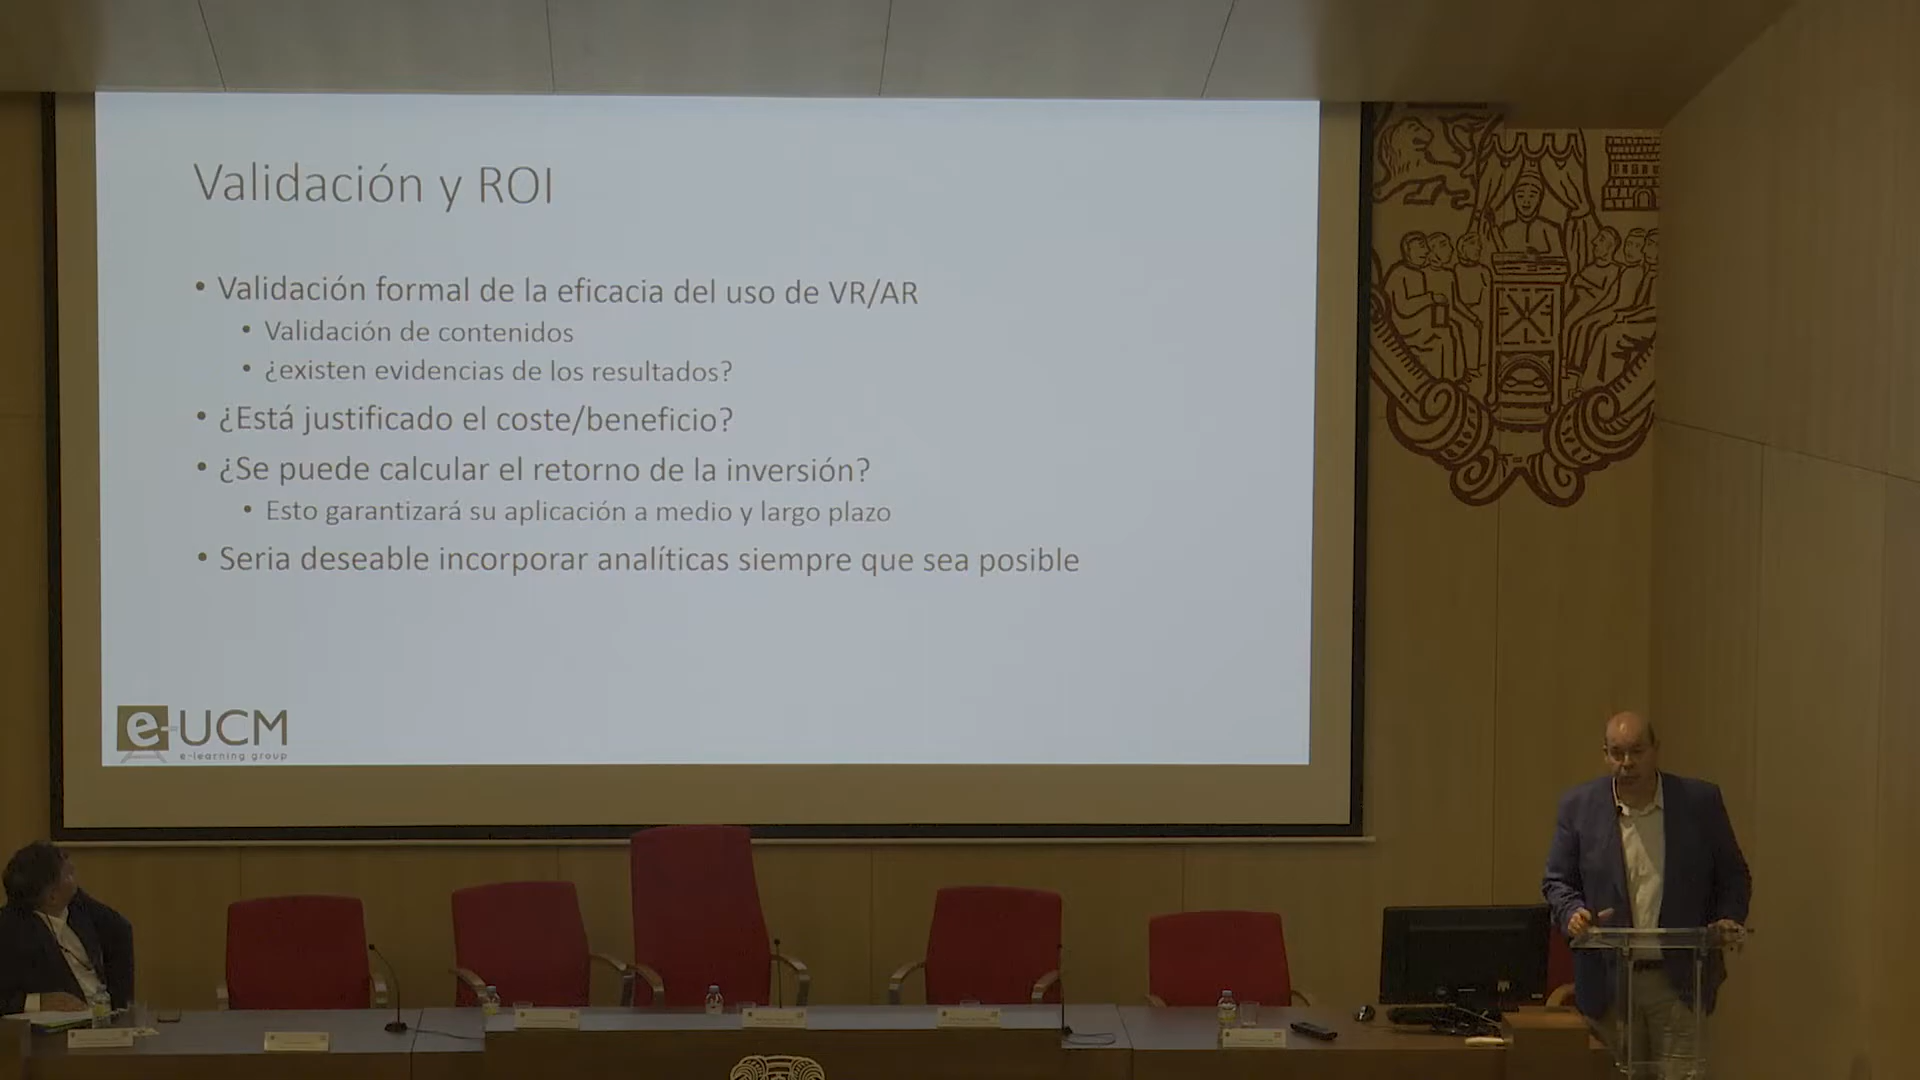 Validación y ROI
• Validación formal de la eficacia del uso de VR/AR
• Validación de contenidos
• ¿existen evidencias de los resultados?
• ¿Está justificado el coste/beneficio?
• ¿Se puede calcular el retorno de la inversión?
• Esto garantizará su aplicación a medio y largo plazo
• Seria deseable incorporar analíticas siempre que sea posible
e-UCM
e-learning group